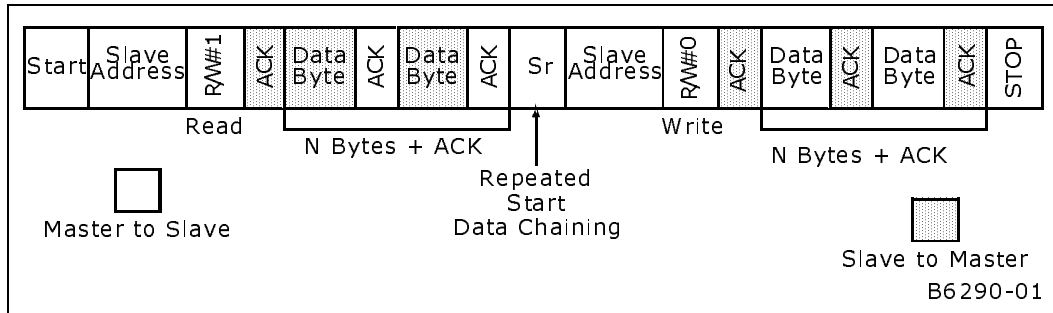 Start
Slave
Address
R/W#1
ACK
Data
Byte
ACK
Data
Byte
ACK
Sr
Slave
Address
R/W#0
ACK
Data
Byte
ACK
Data
Byte
ACK
STOP
Read
N Bytes + ACK
Write
N Bytes + ACK
Repeated
Start
Data Chaining
Master to Slave
Slave to Master
B6290-01